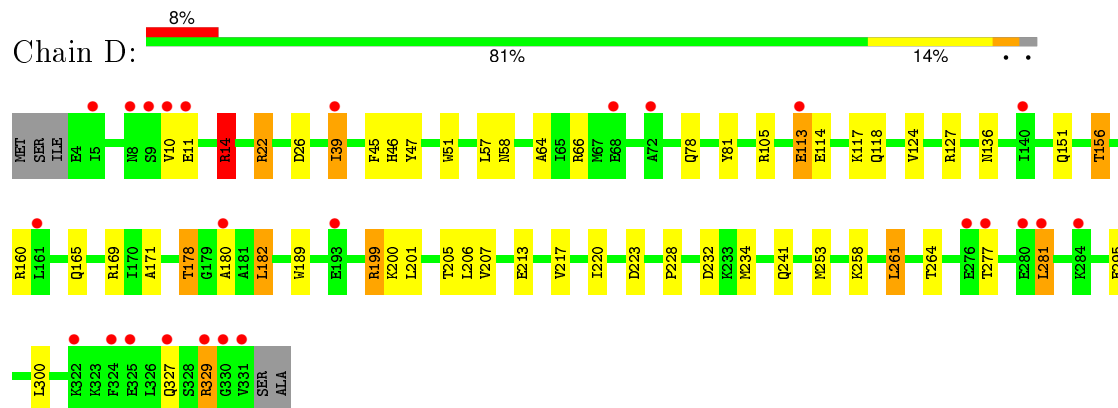 8%
Chain D:
81% 14% • •
MET SER ILE E4 I5 N8 S9 V10 E11 R14 R22 D26 I39 F45 H46 Y47 W51 L57 N58 A64 I65 R66 M67 E68 A72 Q78 Y81 R105 E113 E114 K117 Q118 V124 R127 N136 I140 Q151 T156
R160 L161 Q165 R169 I170 A171 T178 G179 A180 A181 L182 W189 E193 R199 K200 L201 T205 L206 V207 E213 V217 I220 D223 P228 D232 K233 M234 Q241 M253 K258 L261 T264 E276 T277 E280 L281 K284
L300 K322 K323 F324 E325 L326 Q327 S328 R329 G330 V331 SER ALA